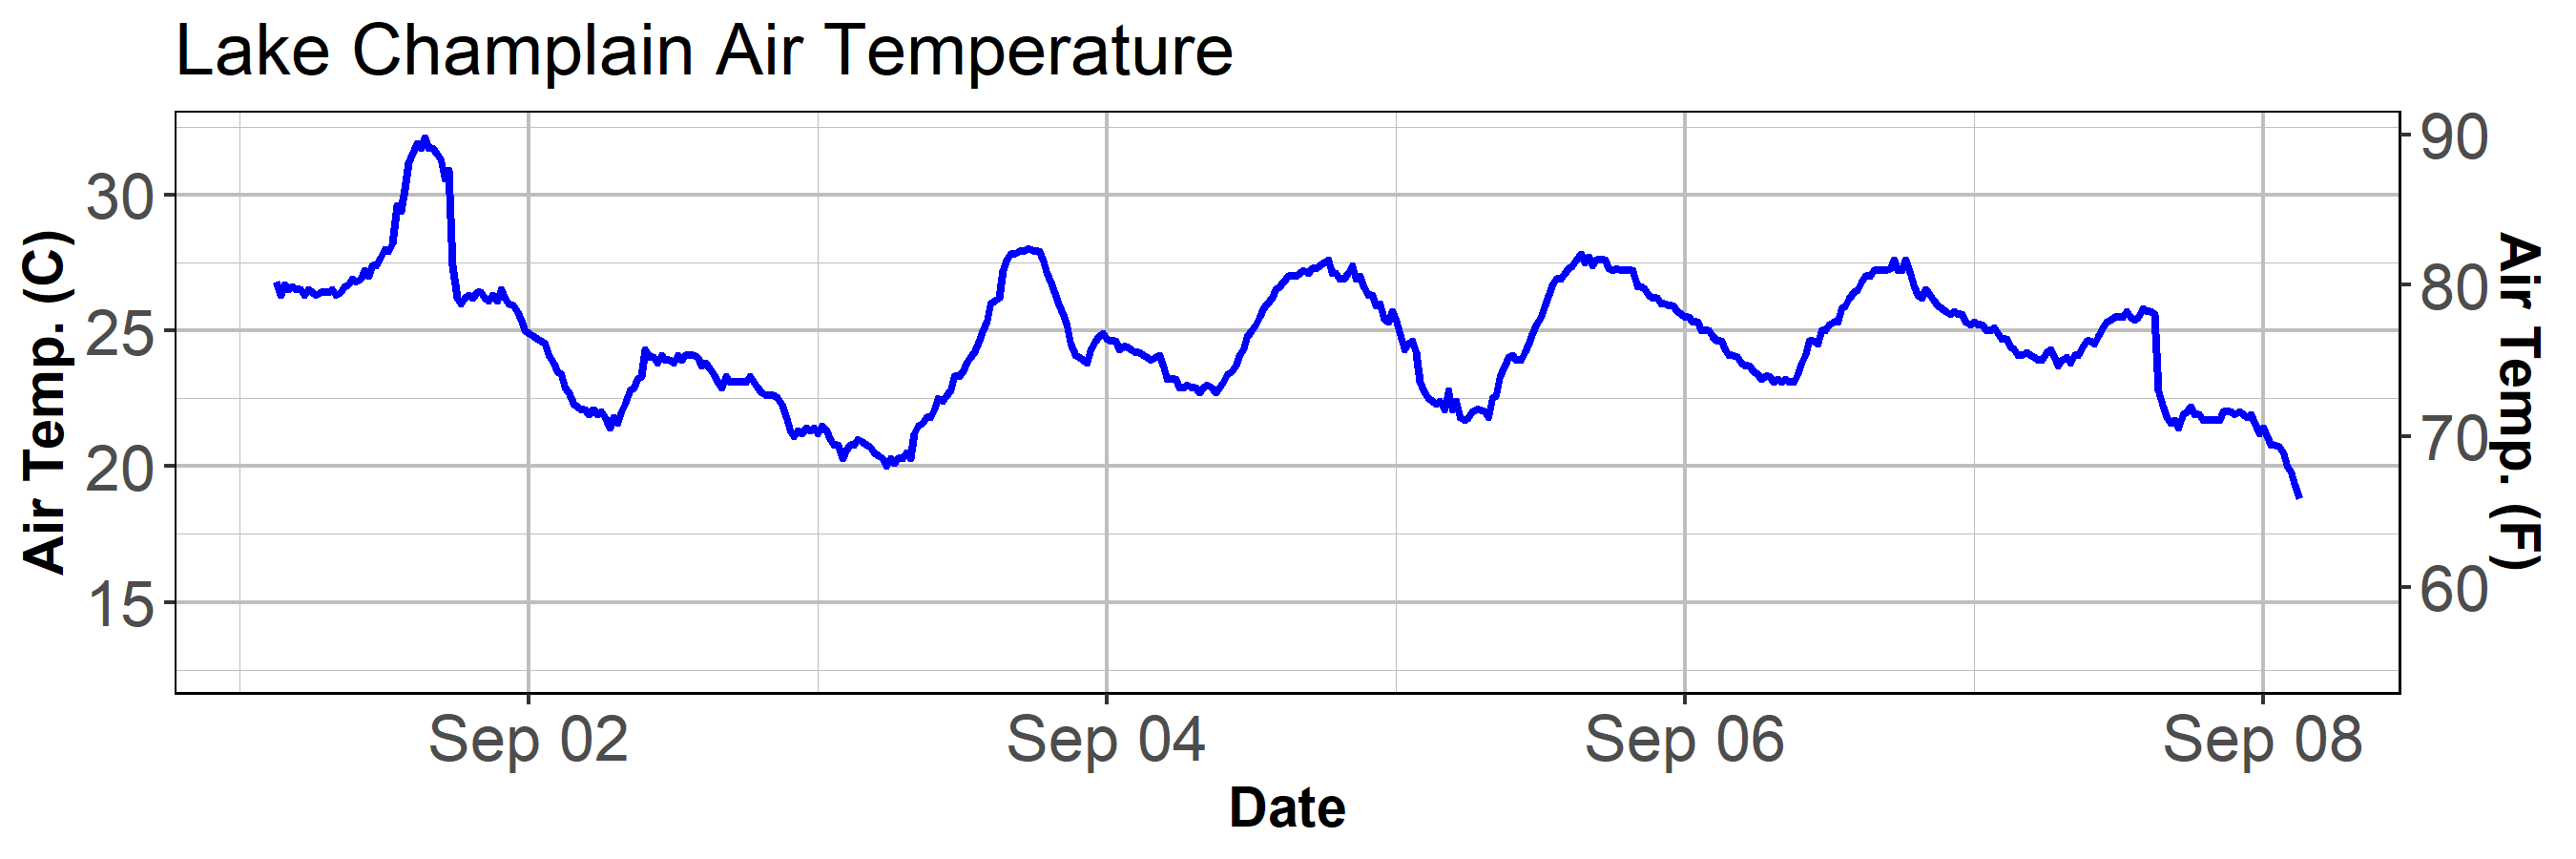 Lake Champlain Air Temperature
Air Temp. (C)
30
25
20
15
90
80
70
60
Air Temp. (F)
Sep 02 Sep 04 Sep 06 Sep 08
Date